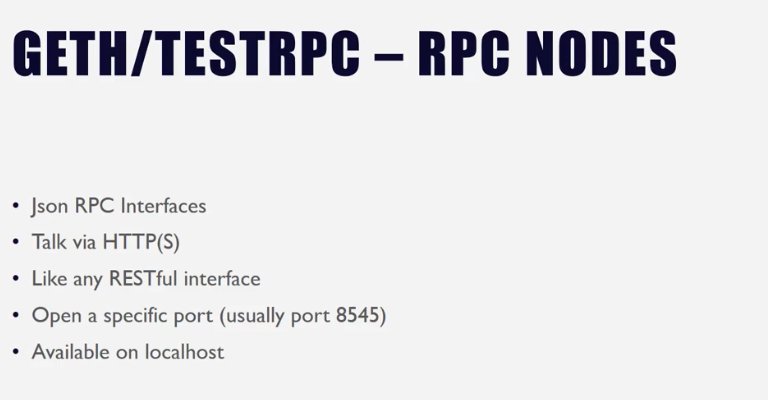 GETH/TESTRPC – RPC NODES
• Json RPC Interfaces
• Talk via HTTP(S)
• Like any RESTful interface
• Open a specific port (usually port 8545)
• Available on localhost